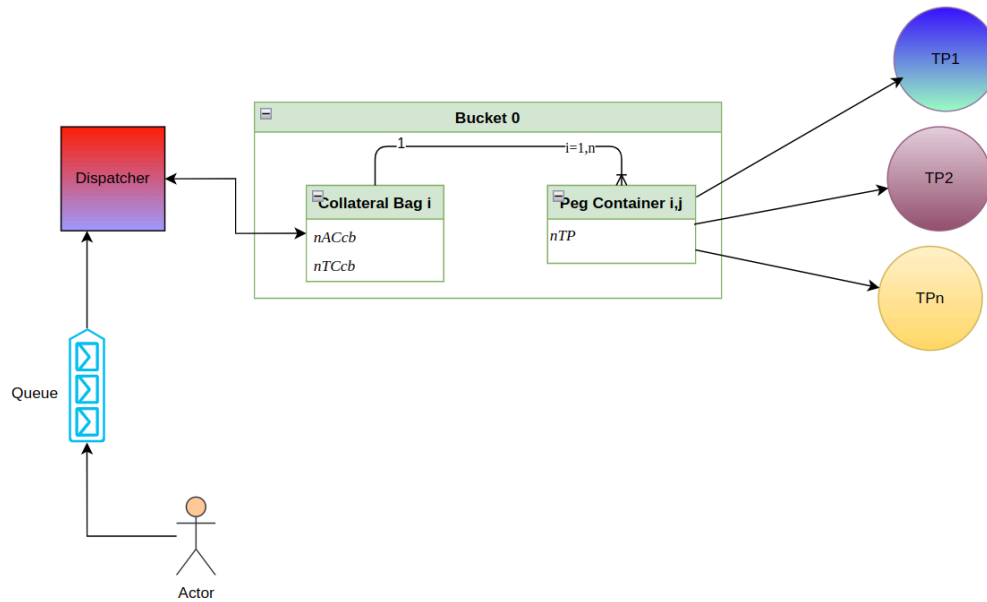 TP1
Bucket 0
1
i=1,n
Dispatcher
TP2
Collateral Bag i
Peg Container i,j
nACcb
nTP
nTCcb
TPn
Queue
Actor